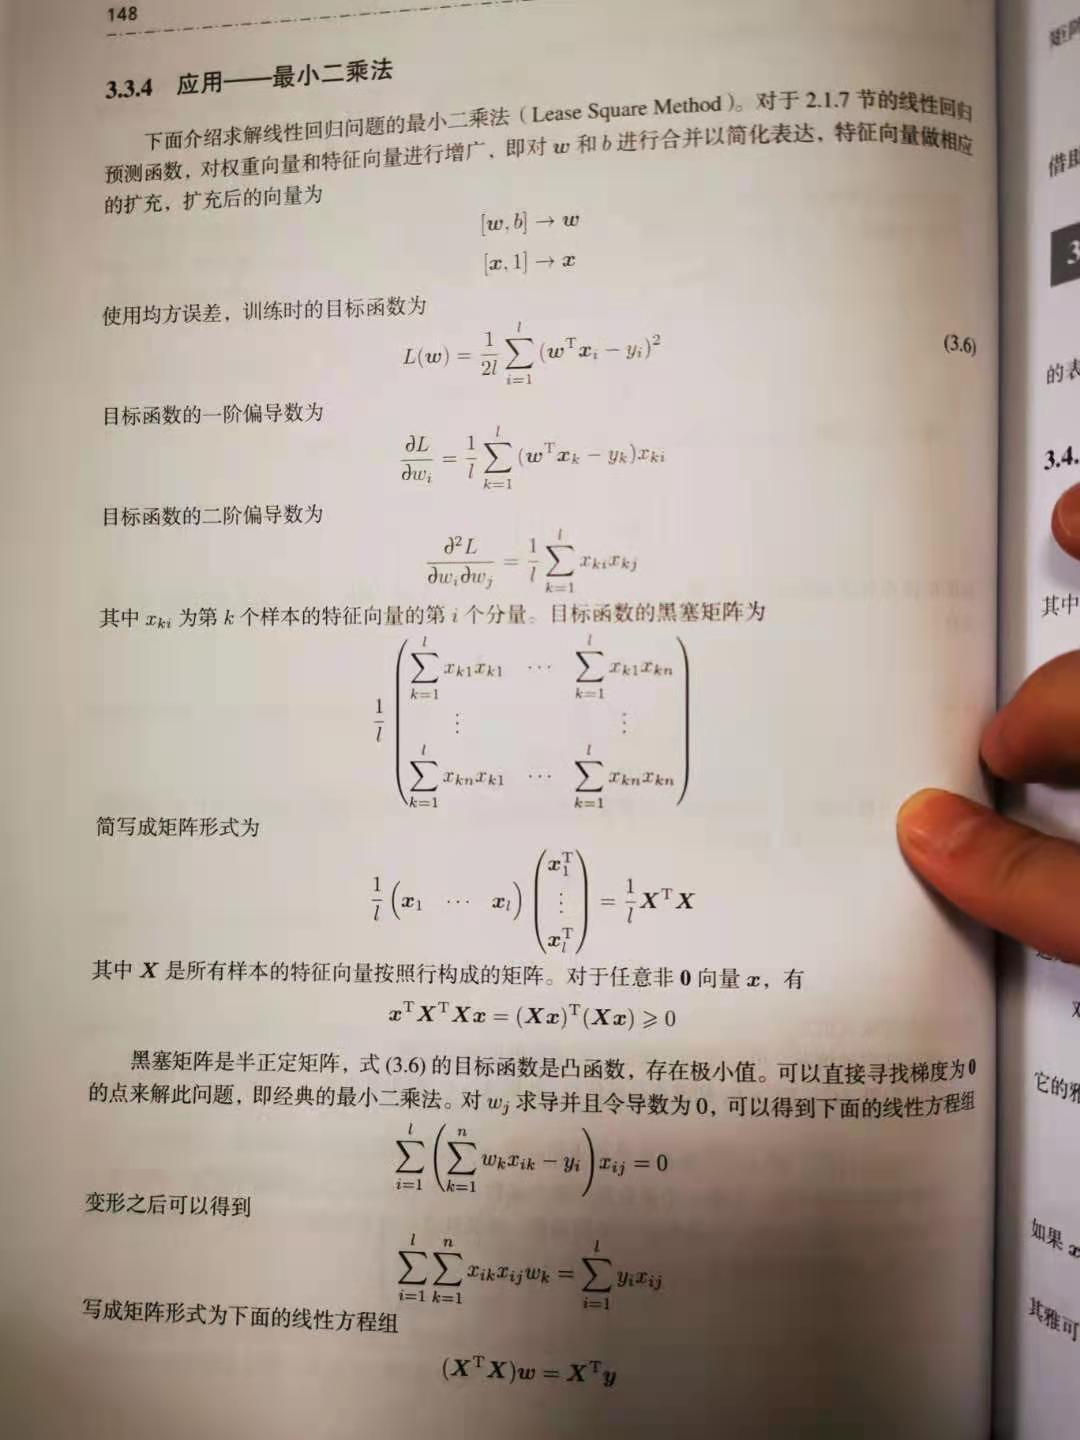 148
3.3.4 应用——最小二乘法
下面介绍求解线性回归问题的最小二乘法（Lease Square Method）。对于 2.1.7 节的线性回归
预测函数，对权重向量和特征向量进行增广，即对 w 和 b 进行合并以简化表达，特征向量做相应
的扩充，扩充后的向量为
[w, b] → w
[x, 1] → x
使用均方误差，训练时的目标函数为
L(w) = \frac{1}{2l} \sum_{i=1}^{l} (w^T x_i − y_i)^2 (3.6)
目标函数的一阶偏导数为
\frac{∂L}{∂w_i} = \frac{1}{l} \sum_{k=1}^{l} (w^T x_k − y_k)x_{ki}
目标函数的二阶偏导数为
\frac{∂^2 L}{∂w_i ∂w_j} = \frac{1}{l} \sum_{k=1}^{l} x_{ki}x_{kj}
其中 x_{ki} 为第 k 个样本的特征向量的第 i 个分量。目标函数的黑塞矩阵为
\frac{1}{l} \begin{pmatrix} \sum_{k=1}^{l} x_{k1}x_{k1} & ⋯ & \sum_{k=1}^{l} x_{k1}x_{kn} \\ ⋮ & & ⋮ \\ \sum_{k=1}^{l} x_{kn}x_{k1} & ⋯ & \sum_{k=1}^{l} x_{kn}x_{kn} \end{pmatrix}
简写成矩阵形式为
\frac{1}{l} (x_1 ⋯ x_l) \begin{pmatrix} x_1^T \\ ⋮ \\ x_l^T \end{pmatrix} = \frac{1}{l} X^T X
其中 X 是所有样本的特征向量按照行构成的矩阵。对于任意非 0 向量 x，有
x^T X^T X x = (Xx)^T (Xx) ⩾ 0
黑塞矩阵是半正定矩阵，式 (3.6) 的目标函数是凸函数，存在极小值。可以直接寻找梯度为 0
的点来解此问题，即经典的最小二乘法。对 w_j 求导并且令导数为 0，可以得到下面的线性方程组
\sum_{i=1}^{l} \left( \sum_{k=1}^{n} w_k x_{ik} − y_i \right) x_{ij} = 0
变形之后可以得到
\sum_{i=1}^{l} \sum_{k=1}^{n} x_{ik}x_{ij}w_k = \sum_{i=1}^{l} y_i x_{ij}
写成矩阵形式为下面的线性方程组
(X^T X)w = X^T y
借助
3
的表
3.4.
其中
它的雅
如果 x
其雅可